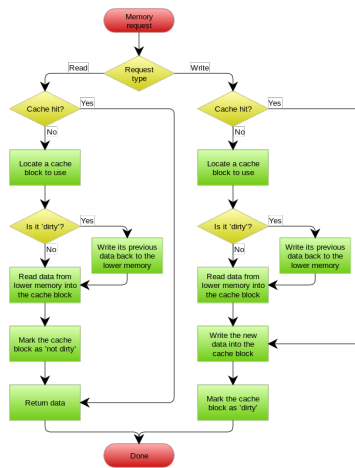 Memory
request
Request
type
Read
Write
Cache hit?
Yes
No
Locate a cache
block to use
Is it 'dirty'?
Yes
No
Write its previous
data back to the
lower memory
Read data from
lower memory into
the cache block
Mark the cache
block as 'not dirty'
Return data
Cache hit?
Yes
No
Locate a cache
block to use
Is it 'dirty'?
Yes
No
Write its previous
data back to the
lower memory
Read data from
lower memory into
the cache block
Write the new
data into the
cache block
Mark the cache
block as 'dirty'
Done